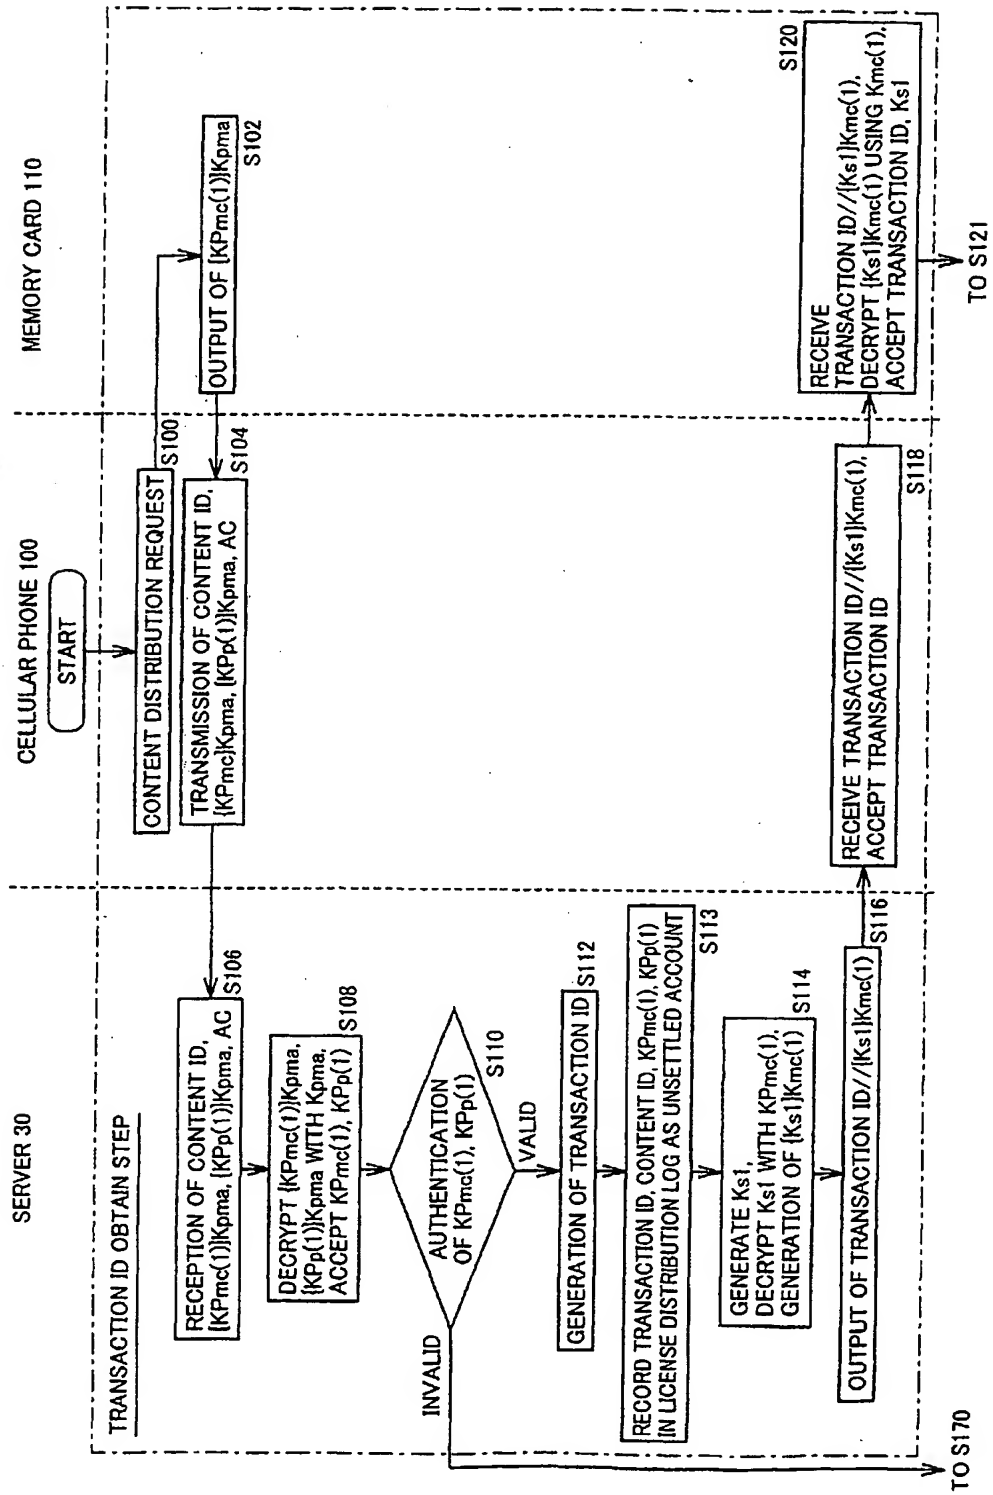 SERVER 30
CELLULAR PHONE 100
MEMORY CARD 110
TRANSACTION ID OBTAIN STEP
START
CONTENT DISTRIBUTION REQUEST
S100
OUTPUT OF {KPmc(1)}Kpma
S102
TRANSMISSION OF CONTENT ID,
{KPmc}Kpma, {KPp(1)}Kpma, AC
S104
RECEPTION OF CONTENT ID,
{KPmc(1)}Kpma, {KPp(1)}Kpma, AC
S106
DECRYPT {KPmc(1)}Kpma,
{KPp(1)}Kpma WITH Kpma,
ACCEPT KPmc(1), KPp(1)
S108
AUTHENTICATION
OF KPmc(1), KPp(1)
S110
INVALID
VALID
GENERATION OF TRANSACTION ID
S112
RECORD TRANSACTION ID, CONTENT ID, KPmc(1), KPp(1)
IN LICENSE DISTRIBUTION LOG AS UNSETTLED ACCOUNT
S113
GENERATE Ks1,
DECRYPT Ks1 WITH KPmc(1),
GENERATION OF {Ks1}Kmc(1)
S114
OUTPUT OF TRANSACTION ID//{Ks1}Kmc(1)
S116
RECEIVE TRANSACTION ID//{Ks1}Kmc(1),
ACCEPT TRANSACTION ID
S118
RECEIVE
TRANSACTION ID//{Ks1}Kmc(1),
DECRYPT {Ks1}Kmc(1) USING Kmc(1),
ACCEPT TRANSACTION ID, Ks1
S120
TO S170
TO S121